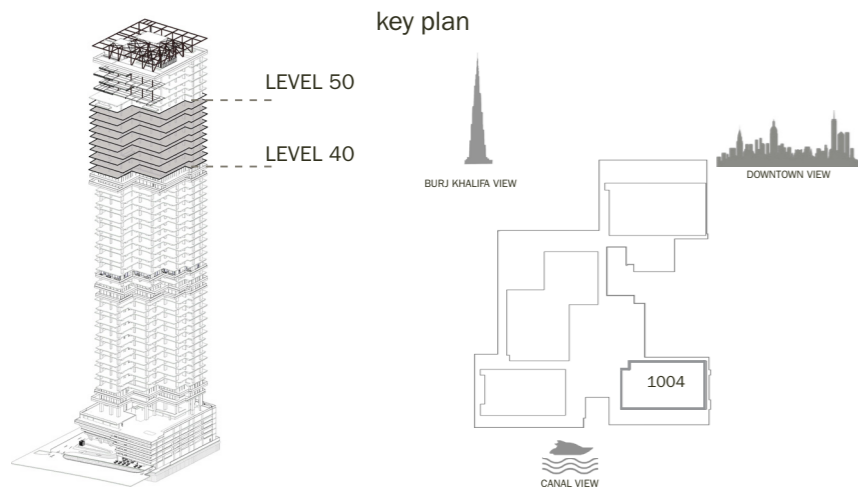 key plan
LEVEL 50
LEVEL 40
BURJ KHALIFA VIEW
DOWNTOWN VIEW
1004
CANAL VIEW